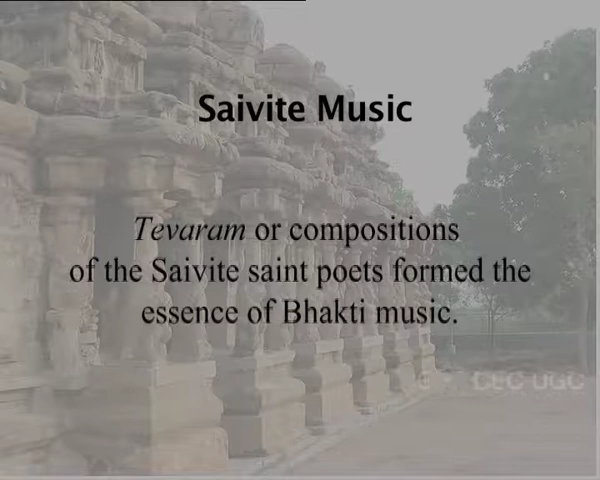 Saivite Music
Tevaram or compositions
of the Saivite saint poets formed the
essence of Bhakti music.
CEC UGC